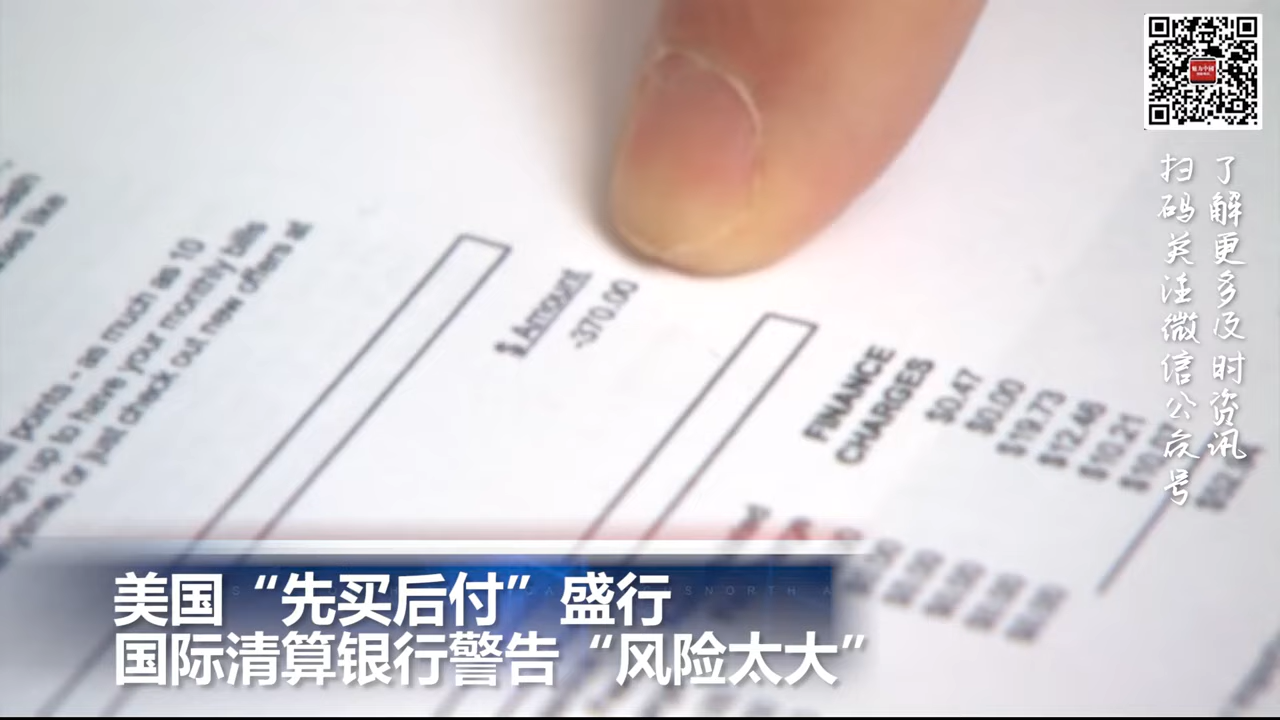 了解更多及时资讯
扫码关注微信公众号
as much as 10
sign up to have your monthly bills
or just check out new offers at
$ Amount
-370.00
FINANCE
CHARGES
$0.47
$0.00
$19.73
$12.46
$10.21
美国“先买后付”盛行
国际清算银行警告“风险太大”